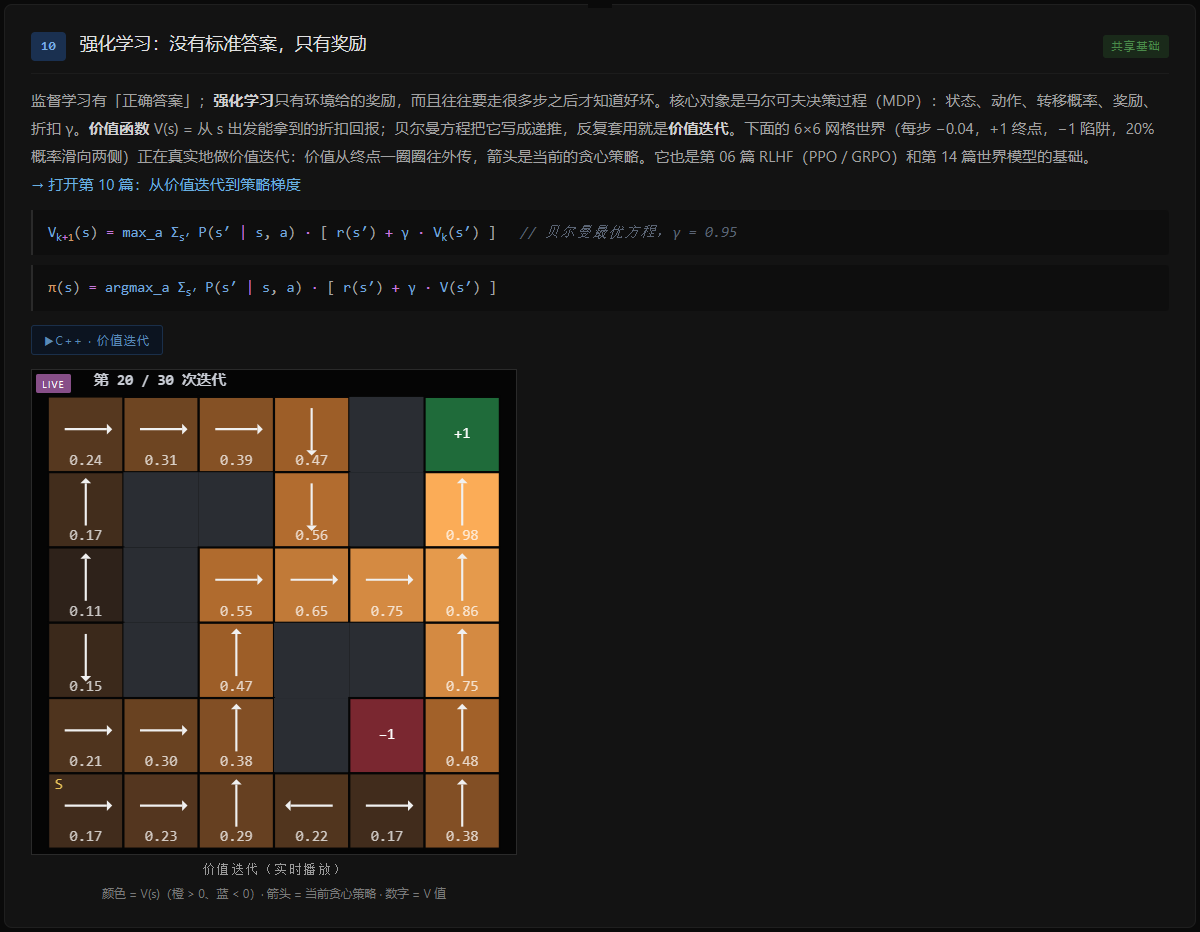 10 强化学习：没有标准答案，只有奖励 共享基础
监督学习有「正确答案」；强化学习只有环境给的奖励，而且往往要走很多步之后才知道好坏。核心对象是马尔可夫决策过程（MDP）：状态、动作、转移概率、奖励、
折扣 γ。价值函数 V(s) = 从 s 出发能拿到的折扣回报；贝尔曼方程把它写成递推，反复套用就是价值迭代。下面的 6×6 网格世界（每步 −0.04，+1 终点，−1 陷阱，20%
概率滑向两侧）正在真实地做价值迭代：价值从终点一圈圈往外传，箭头是当前的贪心策略。它也是第 06 篇 RLHF（PPO / GRPO）和第 14 篇世界模型的基础。
→ 打开第 10 篇：从价值迭代到策略梯度
Vk+1(s) = max_a Σs′ P(s′ | s, a) · [ r(s′) + γ · Vk(s′) ] // 贝尔曼最优方程，γ = 0.95
π(s) = argmax_a Σs′ P(s′ | s, a) · [ r(s′) + γ · V(s′) ]
▶C++ · 价值迭代
LIVE 第 20 / 30 次迭代
+1
0.24 0.31 0.39 0.47
0.17 0.56 0.98
0.11 0.55 0.65 0.75 0.86
0.15 0.47 0.75
−1
0.21 0.30 0.38 0.48
S
0.17 0.23 0.29 0.22 0.17 0.38
价值迭代（实时播放）
颜色 = V(s)（橙 > 0、蓝 < 0）· 箭头 = 当前贪心策略 · 数字 = V 值